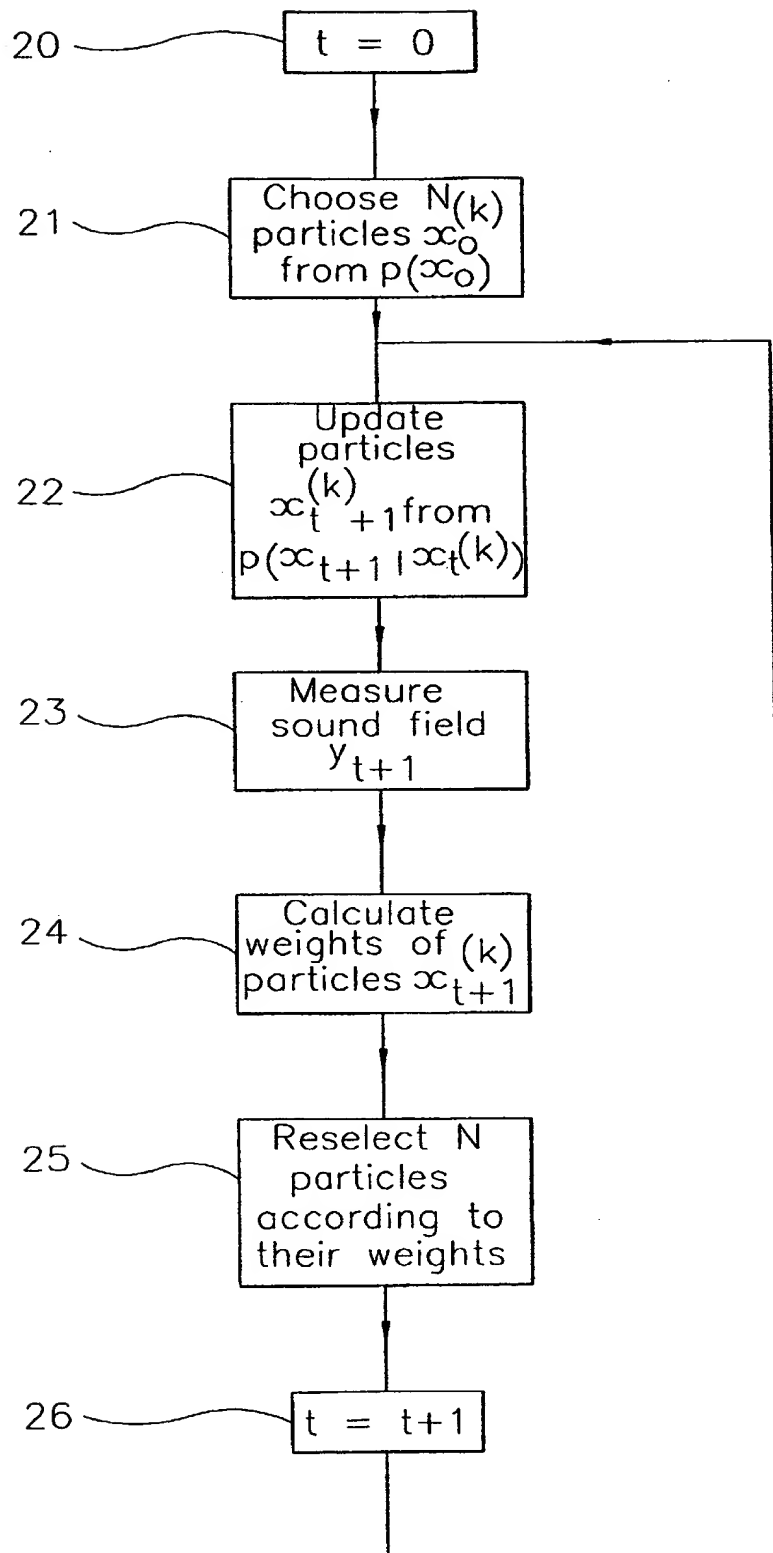 20
t = 0
21
Choose N
particles x₀⁽ᵏ⁾
from p(x₀)
22
Update
particles
xₜ⁽ᵏ⁾+1 from
p(xₜ₊₁ | xₜ⁽ᵏ⁾)
23
Measure
sound field
yₜ₊₁
24
Calculate
weights of
particles xₜ₊₁⁽ᵏ⁾
25
Reselect N
particles
according to
their weights
26
t = t+1